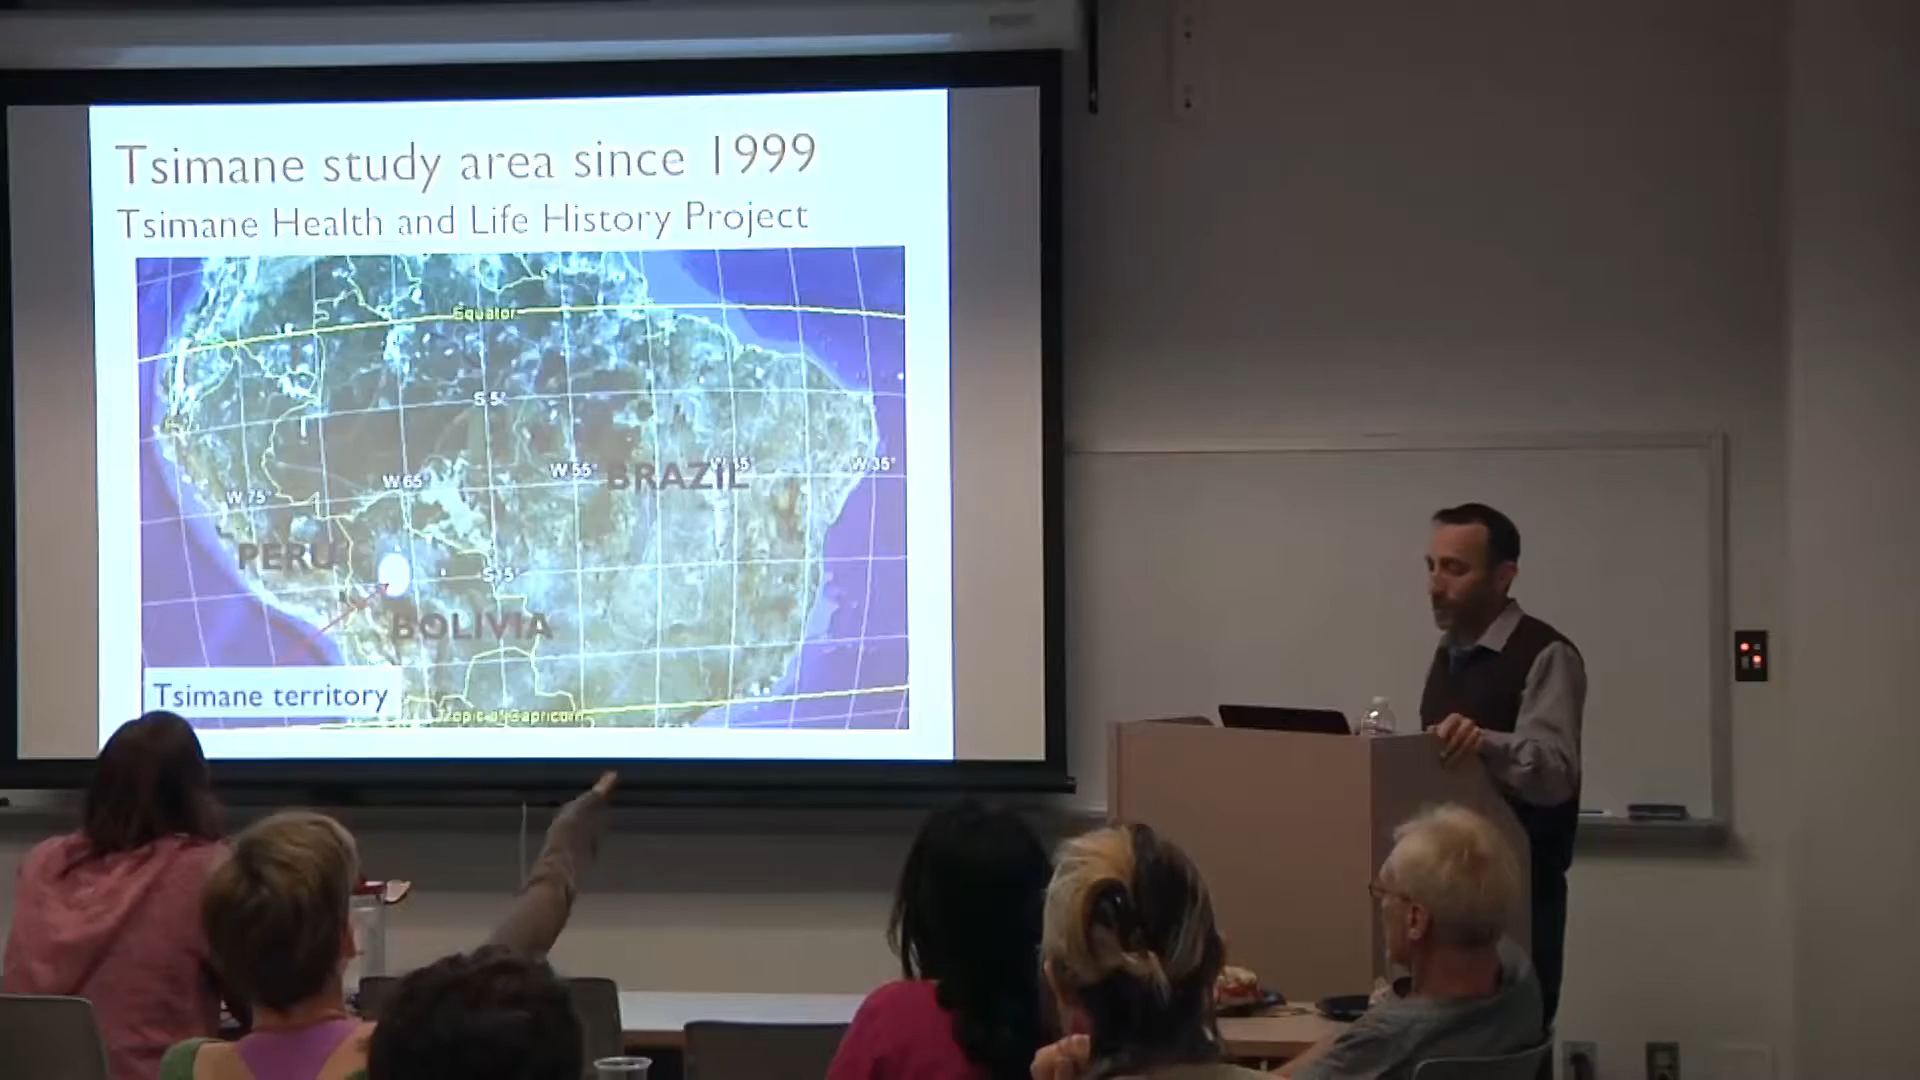 Tsimane study area since 1999
Tsimane Health and Life History Project
Equator
S 5°
W 55°
BRAZIL
W 35°
W 65°
W 75°
PERU
S 15°
BOLIVIA
Tsimane territory
Tropic of Capricorn